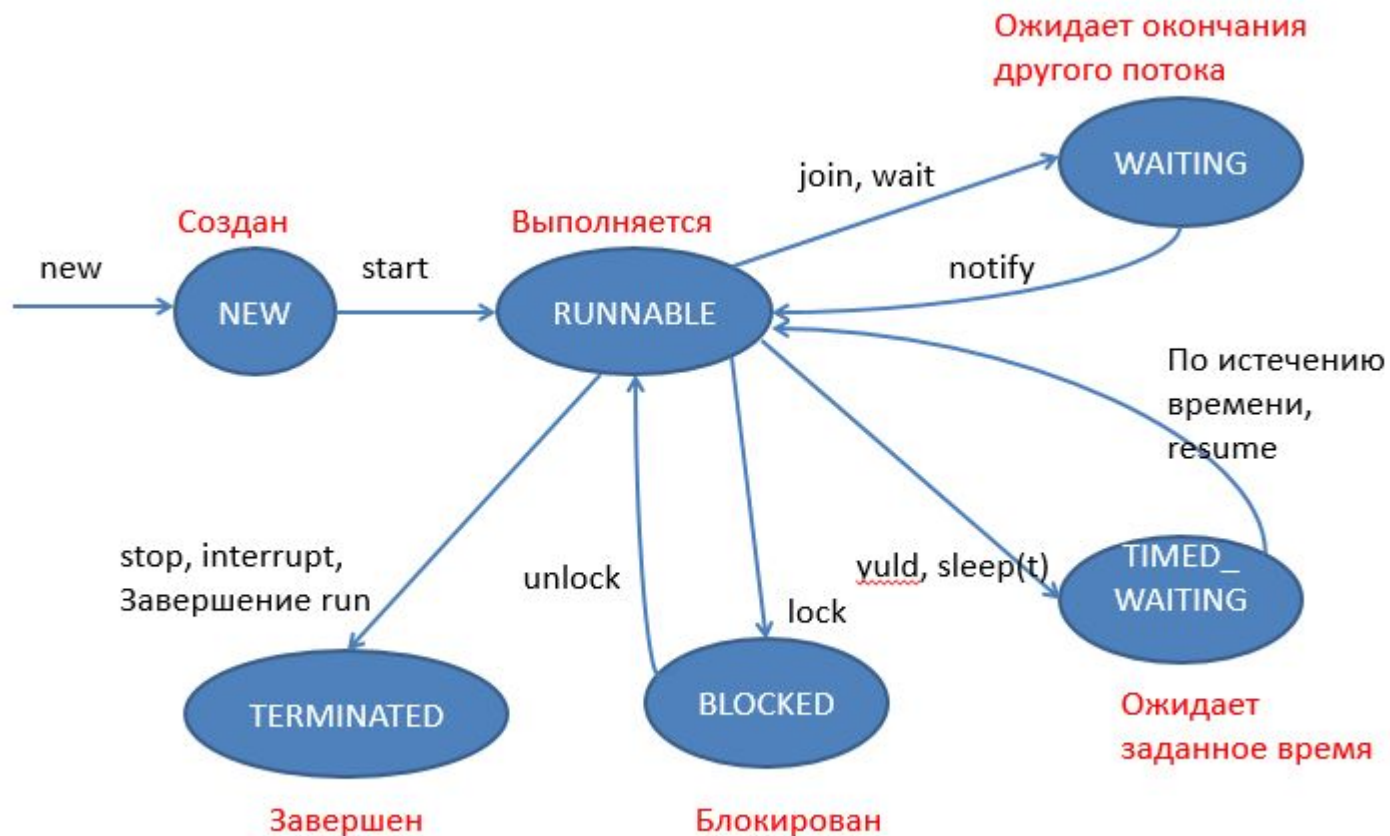 Ожидает окончания
другого потока
WAITING
join, wait
Создан
Выполняется
new
start
notify
NEW
RUNNABLE
По истечению
времени,
resume
stop, interrupt,
Завершение run
unlock
yuld, sleep(t)
lock
TIMED_
WAITING
TERMINATED
BLOCKED
Ожидает
заданное время
Завершен
Блокирован